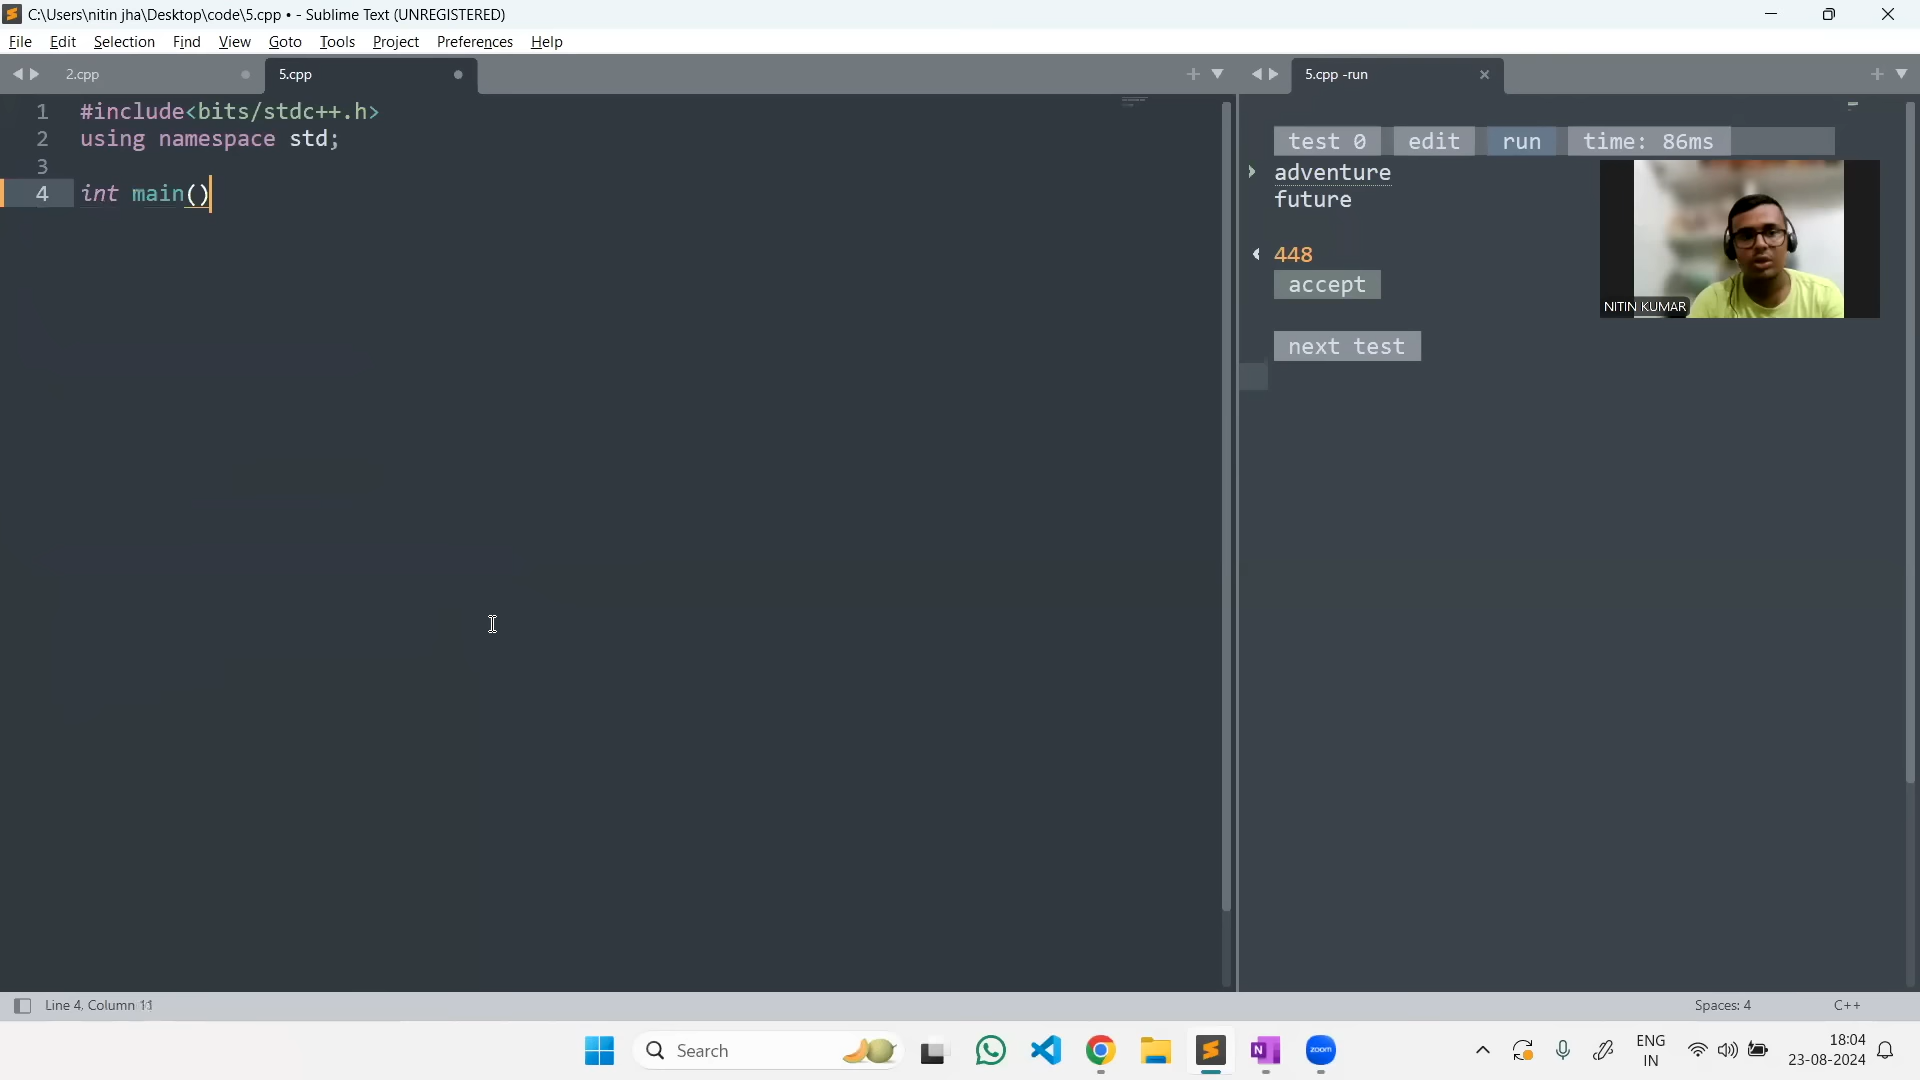 C:\Users\nitin jha\Desktop\code\5.cpp • - Sublime Text (UNREGISTERED)
File Edit Selection Find View Goto Tools Project Preferences Help
2.cpp 5.cpp 5.cpp -run
1 #include<bits/stdc++.h>
2 using namespace std;
3
4 int main()
test 0 edit run time: 86ms
adventure
future
448
accept
next test
NITIN KUMAR
Line 4, Column 11 Spaces: 4 C++
Search
zoom
ENG
IN
18:04
23-08-2024